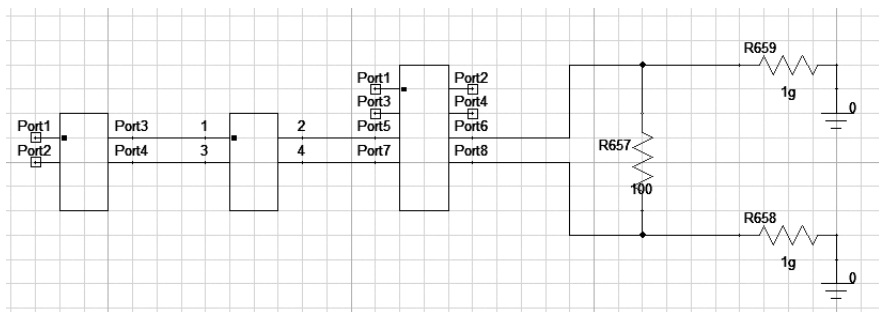 R659
Port1 Port2
1g
Port3 Port4
0
Port1 Port3 1 2 Port5 Port6
Port2 Port4 3 4 Port7 Port8
R657
100
R658
1g
0